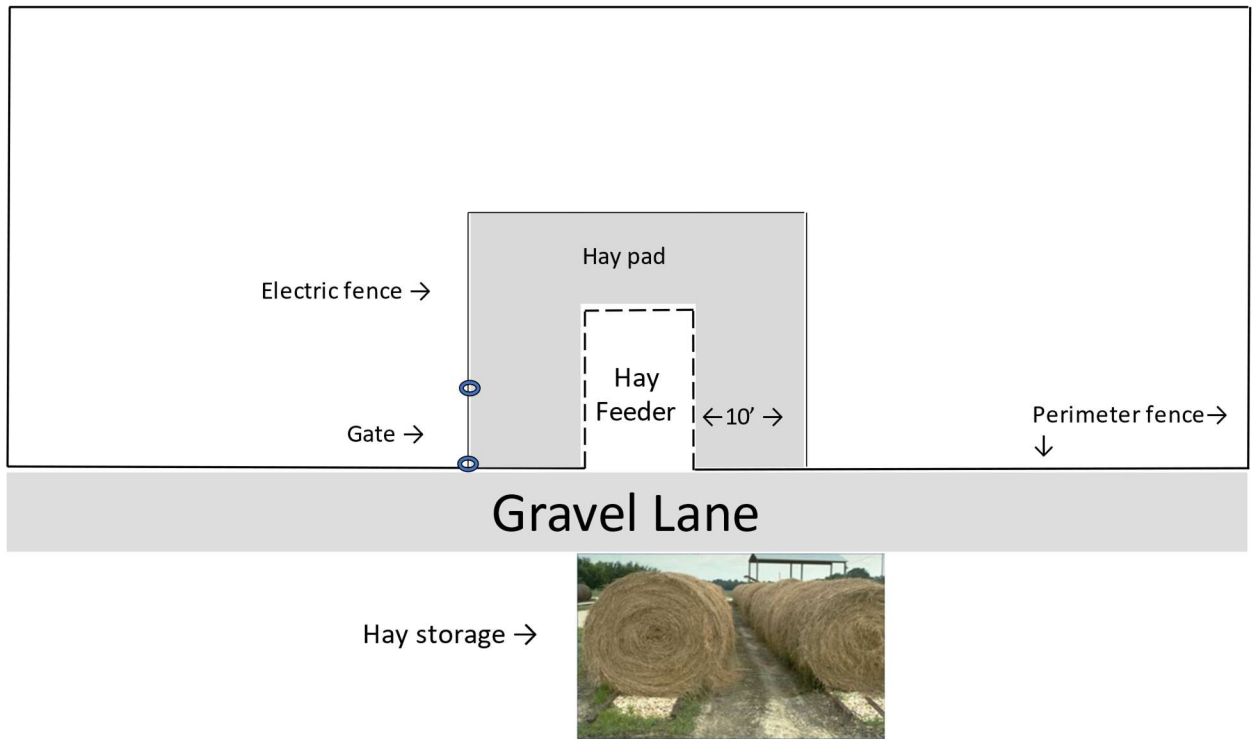 Hay pad
Electric fence →
Hay
Feeder
←10’ →
Perimeter fence→
↓
Gate →
Gravel Lane
Hay storage →